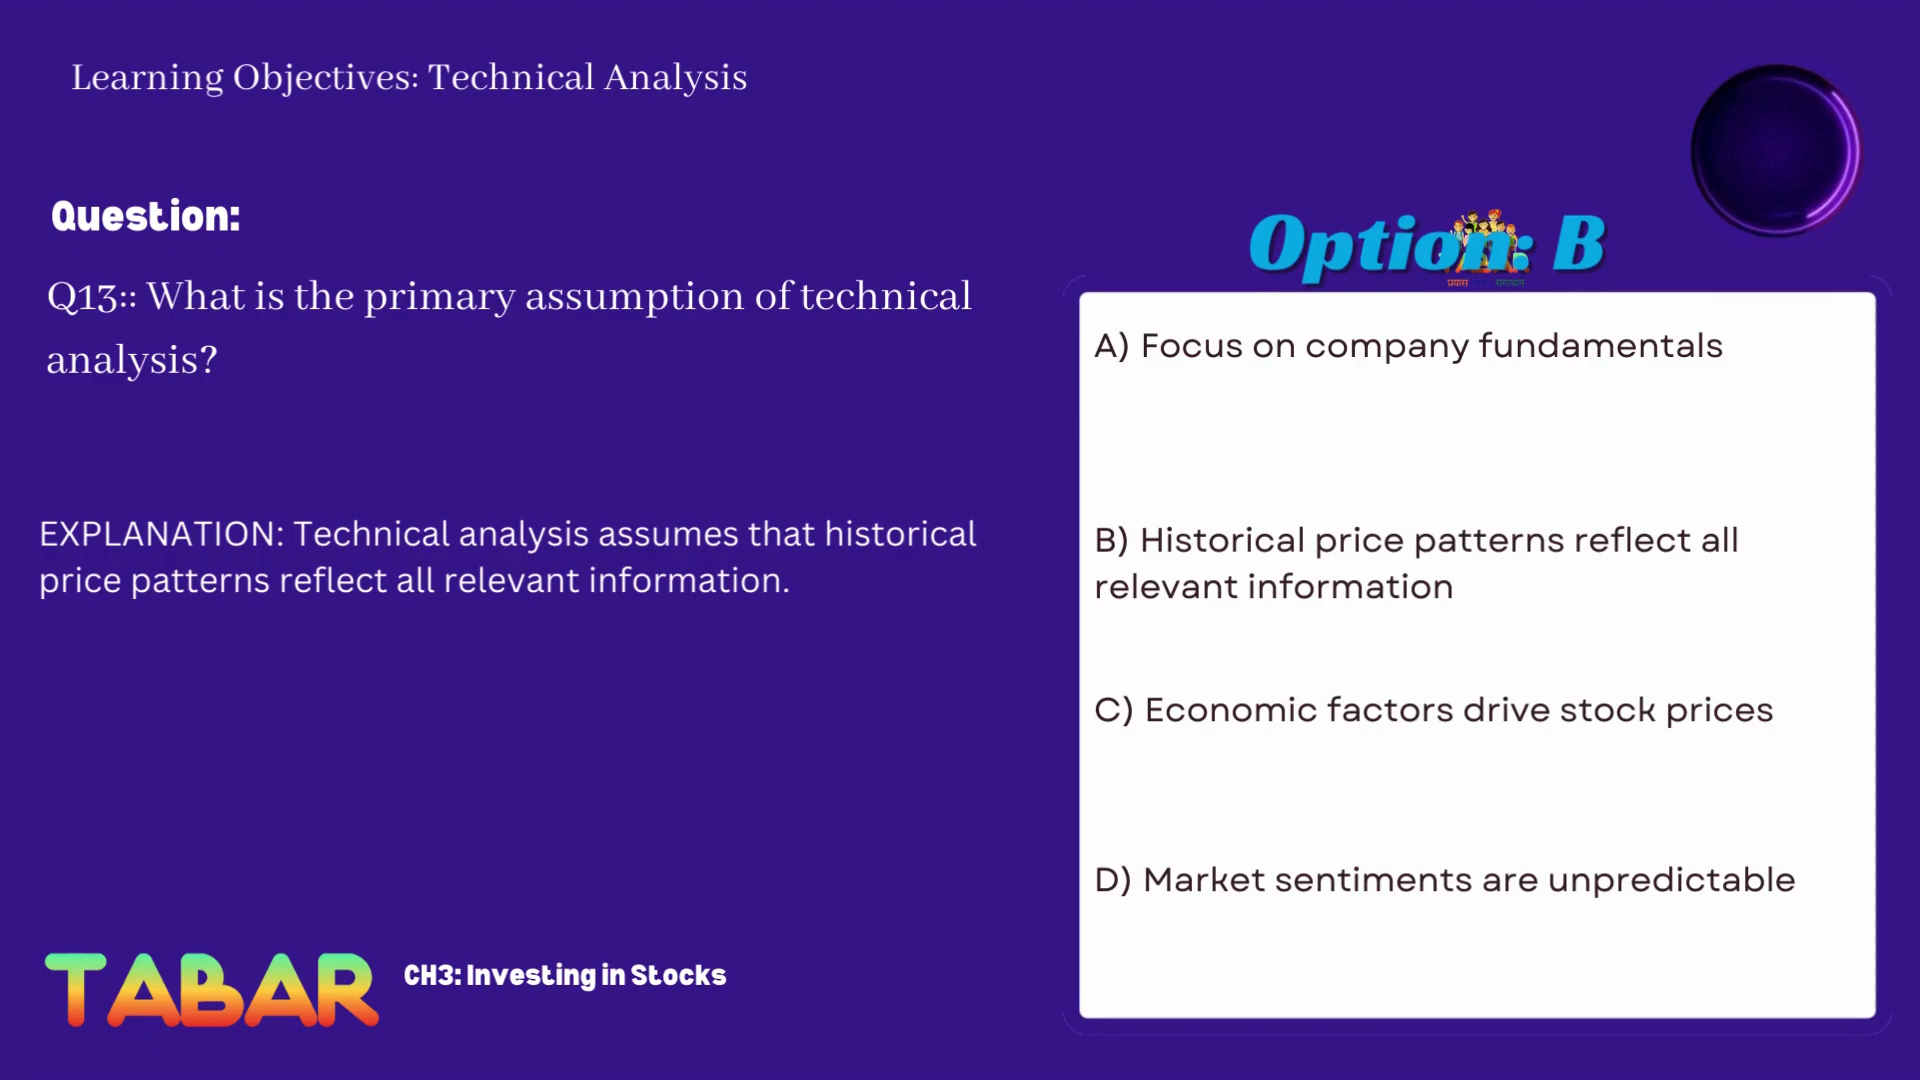 Learning Objectives: Technical Analysis
Question:
Q13:: What is the primary assumption of technical
analysis?
EXPLANATION: Technical analysis assumes that historical
price patterns reflect all relevant information.
Option: B
प्रयास
समाधान
A) Focus on company fundamentals
B) Historical price patterns reflect all
relevant information
C) Economic factors drive stock prices
D) Market sentiments are unpredictable
TABAR
CH3: Investing in Stocks